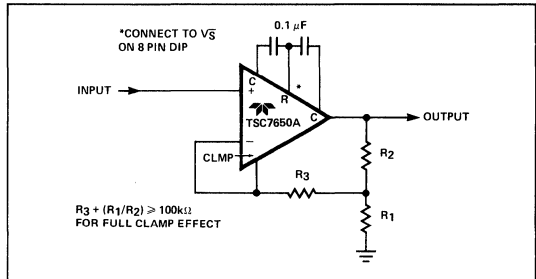 *CONNECT TO VS̄
ON 8 PIN DIP
0.1 μF
C
R
*
C
INPUT
+
TSC7650A
−
CLMP
OUTPUT
R2
R3
R1
R3 + (R1/R2) ⩾ 100kΩ
FOR FULL CLAMP EFFECT